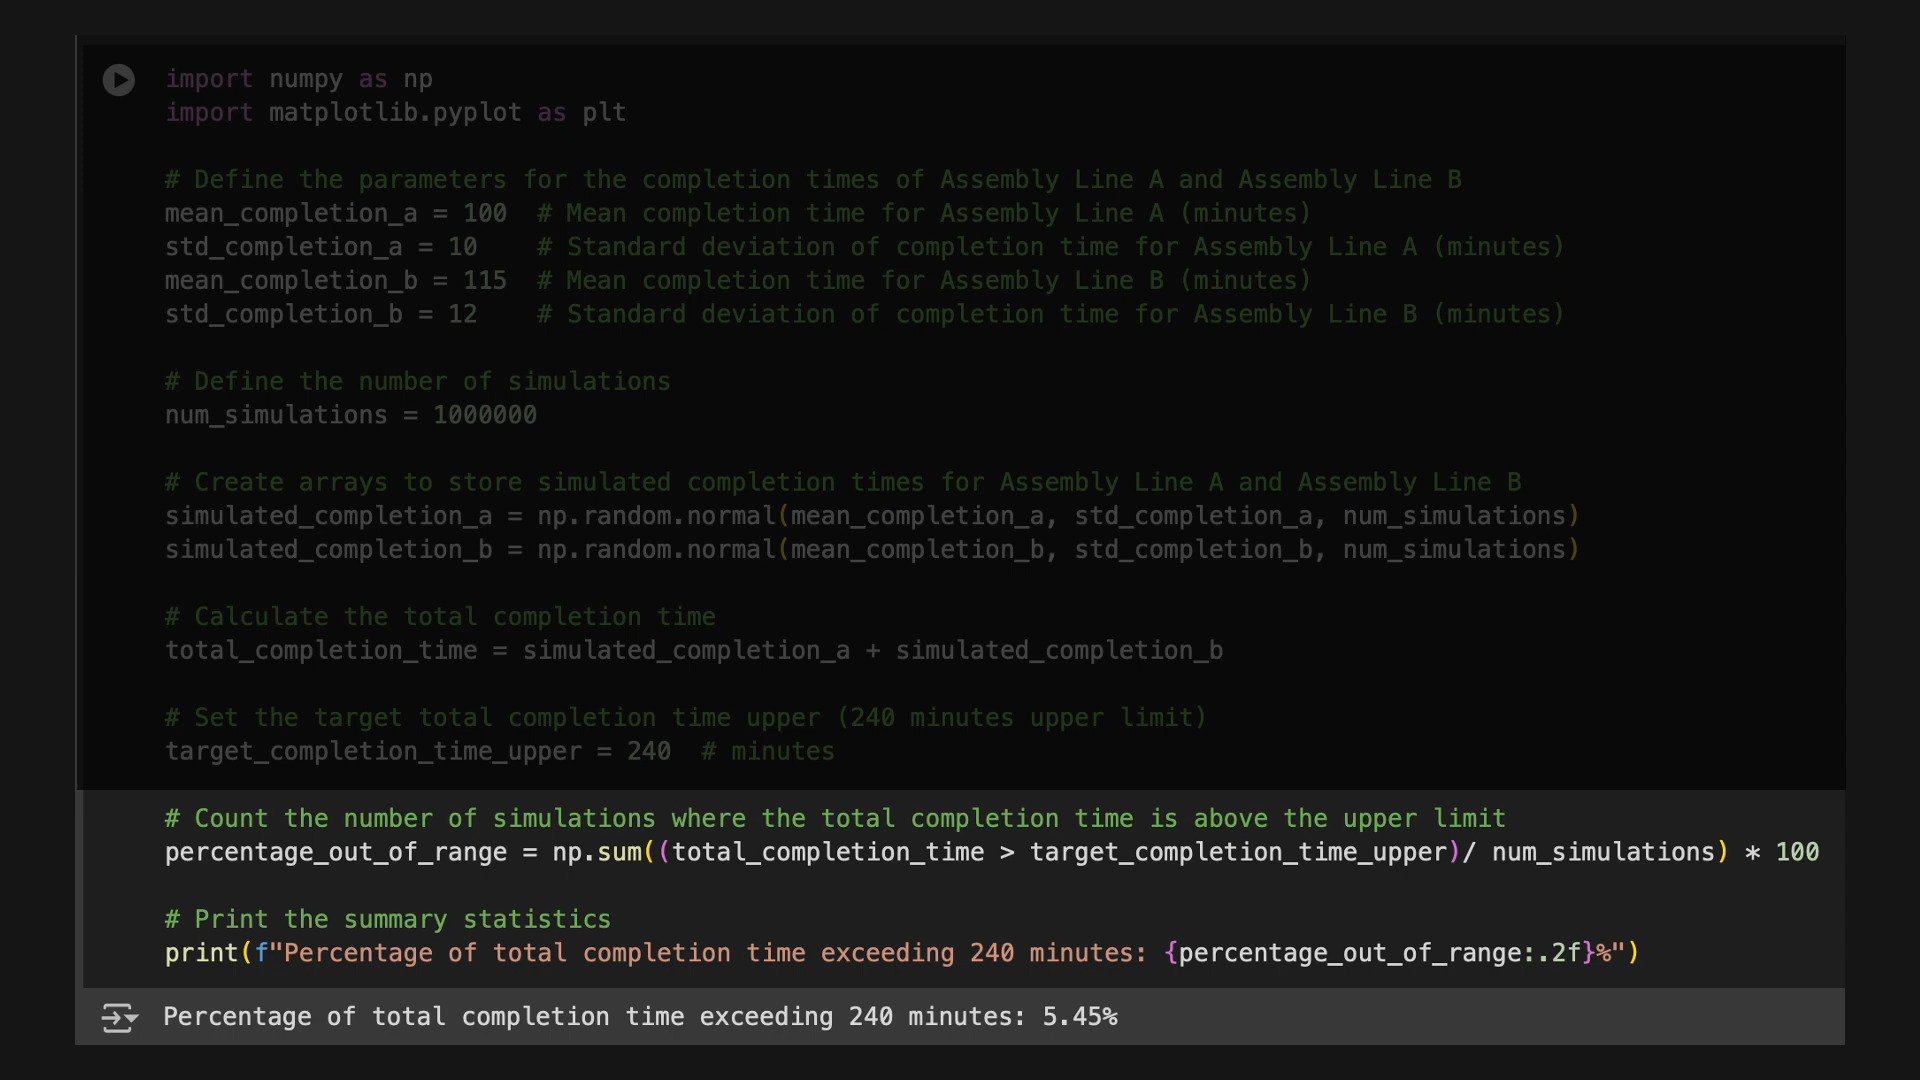 import numpy as np
import matplotlib.pyplot as plt
# Define the parameters for the completion times of Assembly Line A and Assembly Line B
mean_completion_a = 100  # Mean completion time for Assembly Line A (minutes)
std_completion_a = 10    # Standard deviation of completion time for Assembly Line A (minutes)
mean_completion_b = 115  # Mean completion time for Assembly Line B (minutes)
std_completion_b = 12    # Standard deviation of completion time for Assembly Line B (minutes)
# Define the number of simulations
num_simulations = 1000000
# Create arrays to store simulated completion times for Assembly Line A and Assembly Line B
simulated_completion_a = np.random.normal(mean_completion_a, std_completion_a, num_simulations)
simulated_completion_b = np.random.normal(mean_completion_b, std_completion_b, num_simulations)
# Calculate the total completion time
total_completion_time = simulated_completion_a + simulated_completion_b
# Set the target total completion time upper (240 minutes upper limit)
target_completion_time_upper = 240  # minutes
# Count the number of simulations where the total completion time is above the upper limit
percentage_out_of_range = np.sum((total_completion_time > target_completion_time_upper)/ num_simulations) * 100
# Print the summary statistics
print(f"Percentage of total completion time exceeding 240 minutes: {percentage_out_of_range:.2f}%")
Percentage of total completion time exceeding 240 minutes: 5.45%